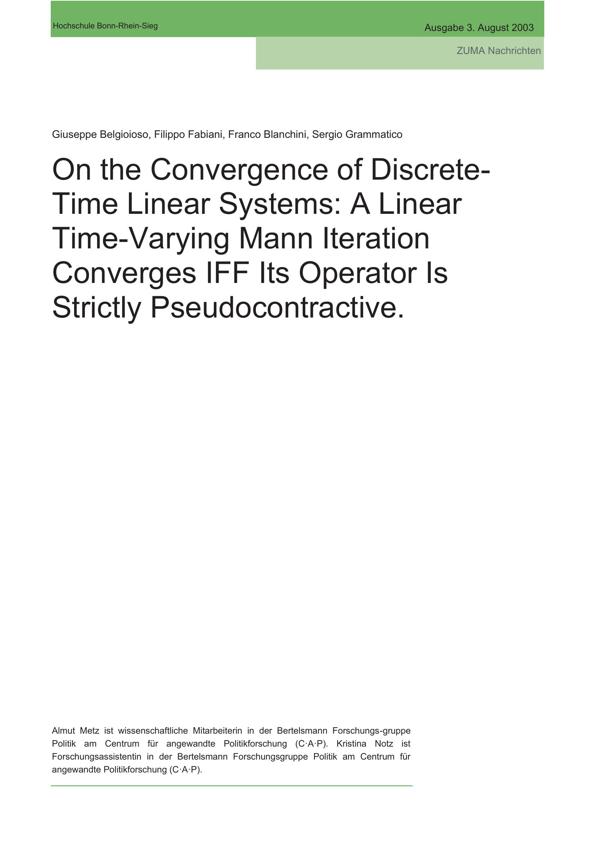 Hochschule Bonn-Rhein-Sieg
Ausgabe 3. August 2003
ZUMA Nachrichten
Giuseppe Belgioioso, Filippo Fabiani, Franco Blanchini, Sergio Grammatico
On the Convergence of Discrete-
Time Linear Systems: A Linear
Time-Varying Mann Iteration
Converges IFF Its Operator Is
Strictly Pseudocontractive.
Almut Metz ist wissenschaftliche Mitarbeiterin in der Bertelsmann Forschungs-gruppe
Politik am Centrum für angewandte Politikforschung (C·A·P). Kristina Notz ist
Forschungsassistentin in der Bertelsmann Forschungsgruppe Politik am Centrum für
angewandte Politikforschung (C·A·P).